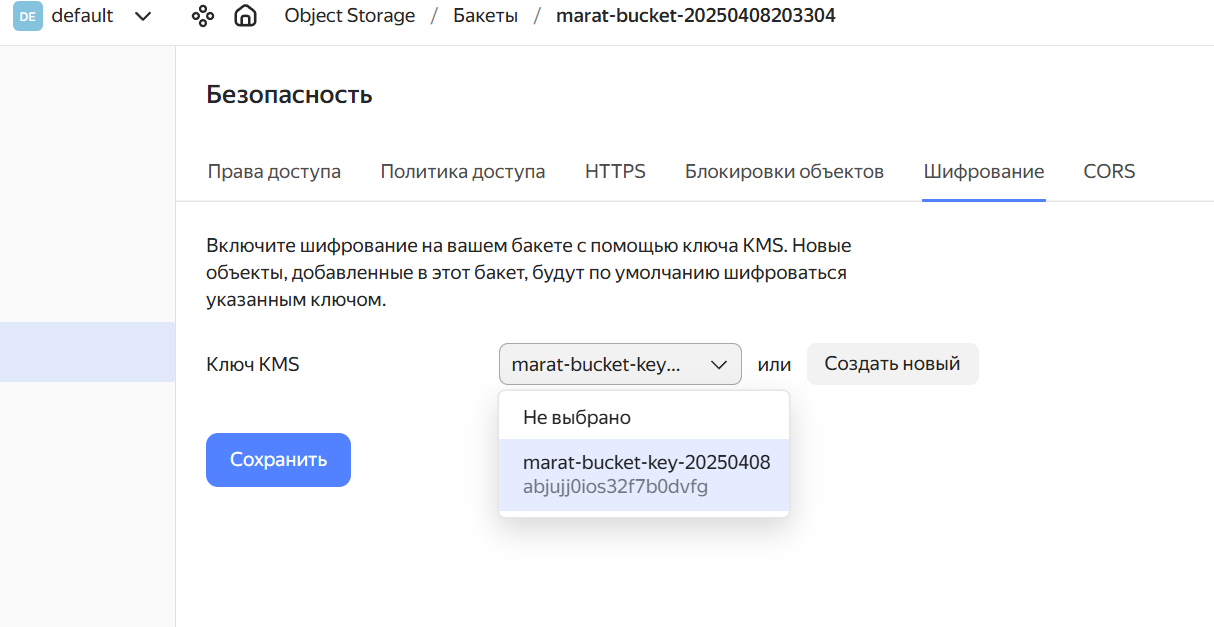 DE default Object Storage / Бакеты / marat-bucket-20250408203304
Безопасность
Права доступа Политика доступа HTTPS Блокировки объектов Шифрование CORS
Включите шифрование на вашем бакете с помощью ключа KMS. Новые
объекты, добавленные в этот бакет, будут по умолчанию шифроваться
указанным ключом.
Ключ KMS marat-bucket-key... или Создать новый
Не выбрано
marat-bucket-key-20250408
abjujj0ios32f7b0dvfg
Сохранить